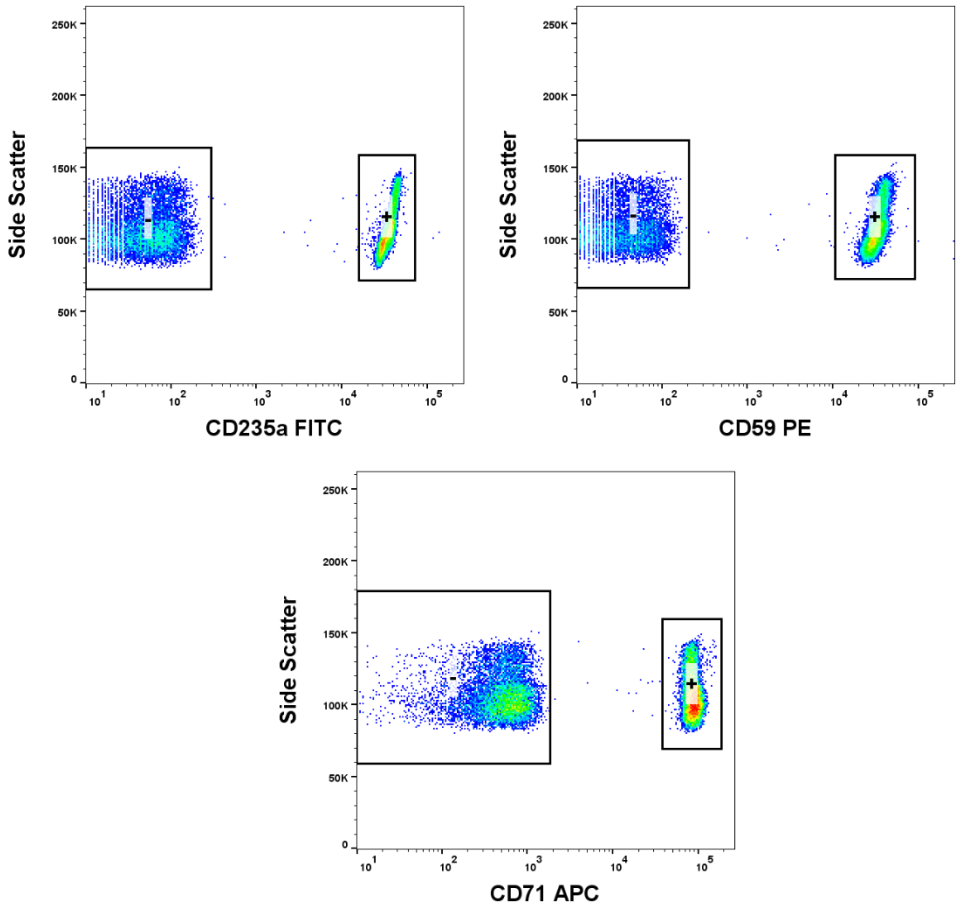 250K
200K
150K
100K
50K
0
Side Scatter
-
+
10^1
10^2
10^3
10^4
10^5
CD235a FITC
250K
200K
150K
100K
50K
0
Side Scatter
-
+
10^1
10^2
10^3
10^4
10^5
CD59 PE
250K
200K
150K
100K
50K
0
Side Scatter
-
+
10^1
10^2
10^3
10^4
10^5
CD71 APC